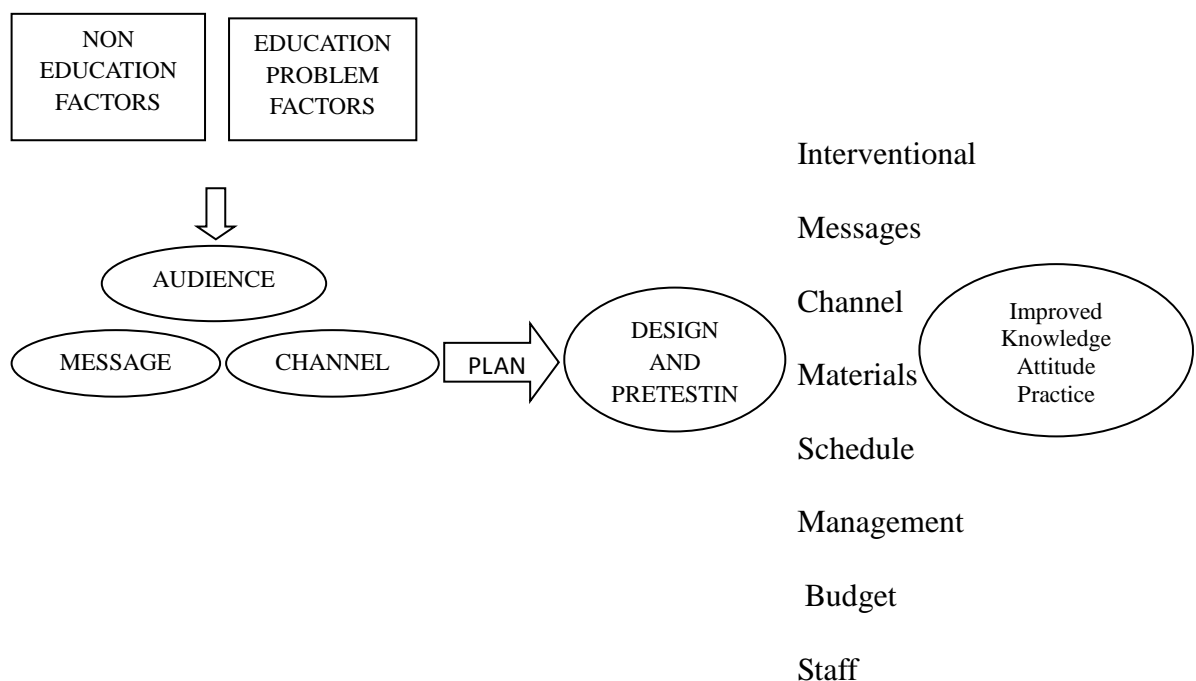 NON
EDUCATION
FACTORS
EDUCATION
PROBLEM
FACTORS
AUDIENCE
MESSAGE
CHANNEL
PLAN
DESIGN
AND
PRETESTIN
Interventional
Messages
Channel
Materials
Schedule
Management
Budget
Staff
Improved
Knowledge
Attitude
Practice